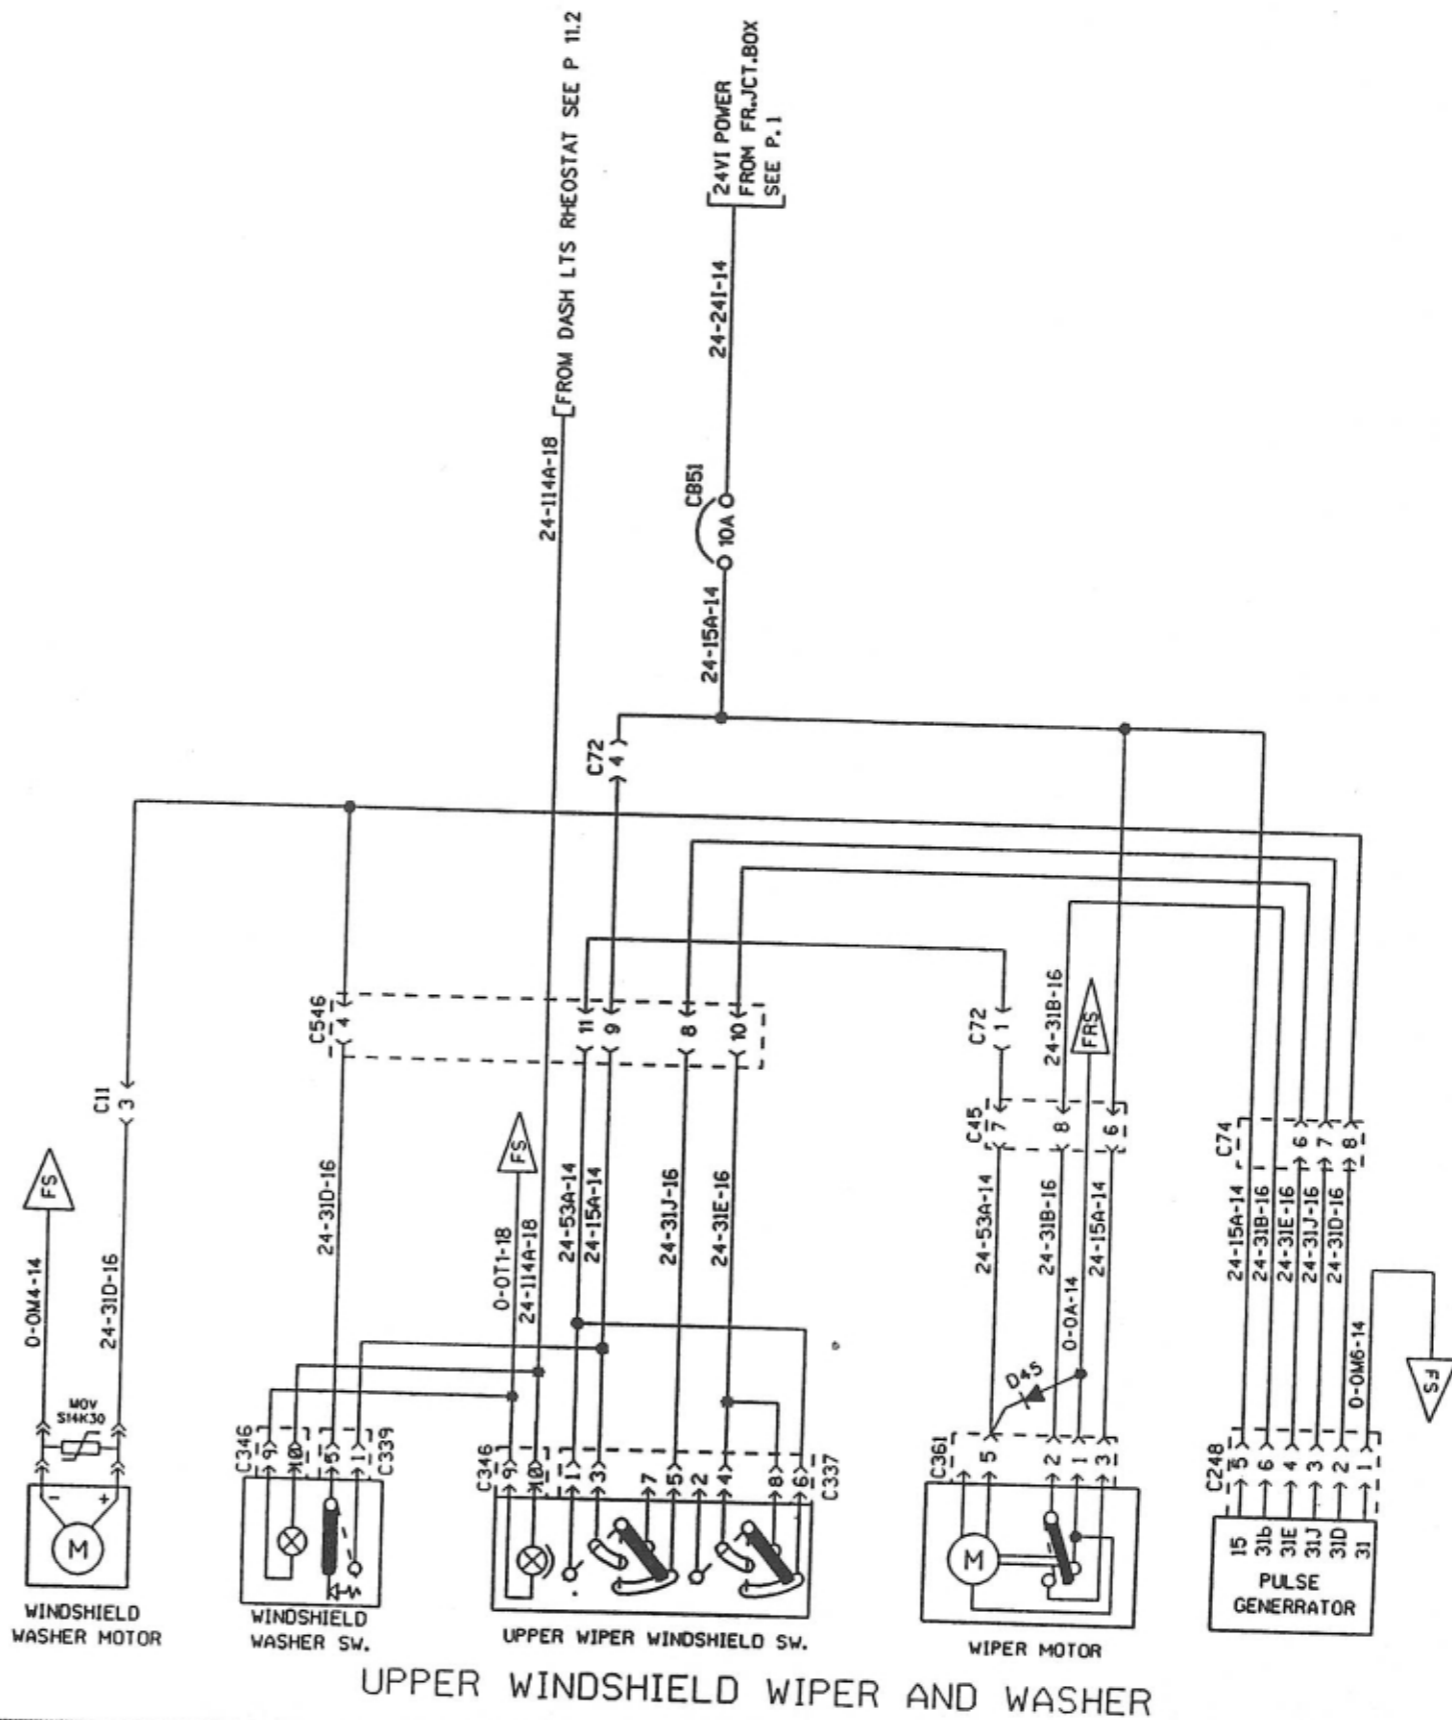 24-114A-18
FROM DASH LTS RHEOSTAT SEE P 11.2
24VI POWER
FROM FR.JCT.BOX
SEE P.1
24-24I-14
CB51
10A
24-15A-14
C72
4
C546
4
11
9
8
10
C11
3
FS
0-0M4-14
24-31D-16
MOV
S14K30
24-31D-16
FS
0-0T1-18
24-114A-18
24-53A-14
24-15A-14
24-31J-16
24-31E-16
C72
1
24-31B-16
FRS
C45
7
8
6
24-53A-14
24-31B-16
0-0A-14
24-15A-14
D45
C74
6
7
8
24-15A-14
24-31B-16
24-31E-16
24-31J-16
24-31D-16
0-0M6-14
FS
- +
M
WINDSHIELD
WASHER MOTOR
C346
9
10
5
1
C339
WINDSHIELD
WASHER SW.
C346
9
10
1
3
7
5
2
4
8
6
C337
UPPER WIPER WINDSHIELD SW.
C361
5
2
1
3
M
WIPER MOTOR
C248
5
6
4
3
2
1
15
31b
31E
31J
31D
31
PULSE
GENERRATOR
UPPER WINDSHIELD WIPER AND WASHER